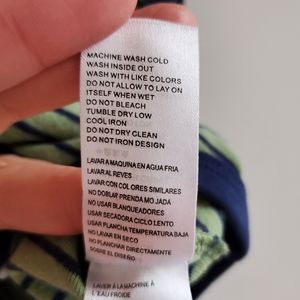 MACHINE WASH COLD
WASH INSIDE OUT
WASH WITH LIKE COLORS
DO NOT ALLOW TO LAY ON
ITSELF WHEN WET
DO NOT BLEACH
TUMBLE DRY LOW
COOL IRON
DO NOT DRY CLEAN
DO NOT IRON DESIGN
LAVAR A MAQUINA EN AGUA FRIA
LAVAR AL REVES
LAVAR CON COLORES SIMILARES
NO DOBLAR PRENDA MO JADA
NO USAR BLANQUEADORES
USAR SECADORA CICLO LENTO
USAR PLANCHA TEMPERATURA BAJA
NO LAVAR EN SECO
NO PLANCHAR DIRECTAMENTE
SOBRE EL DISEÑO
LAVER À LA MACHINE À
L'EAU FROIDE